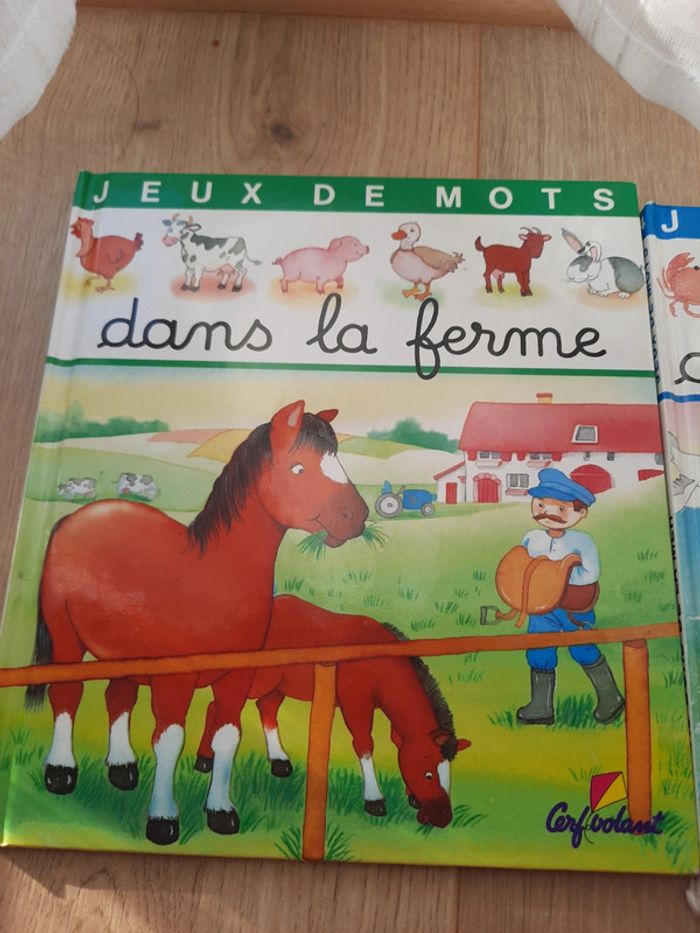 JEUX DE MOTS
dans la ferme
Cerf volant
J